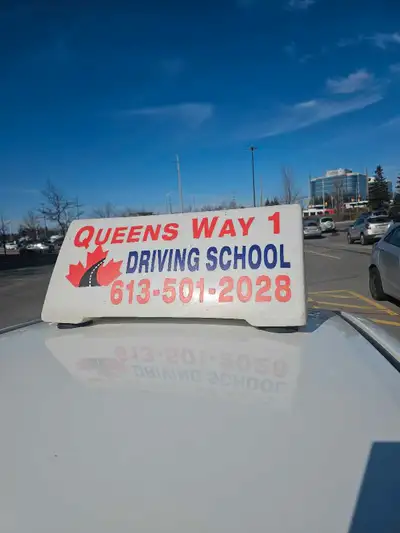 QUEENS WAY 1
DRIVING SCHOOL
613-501-2028